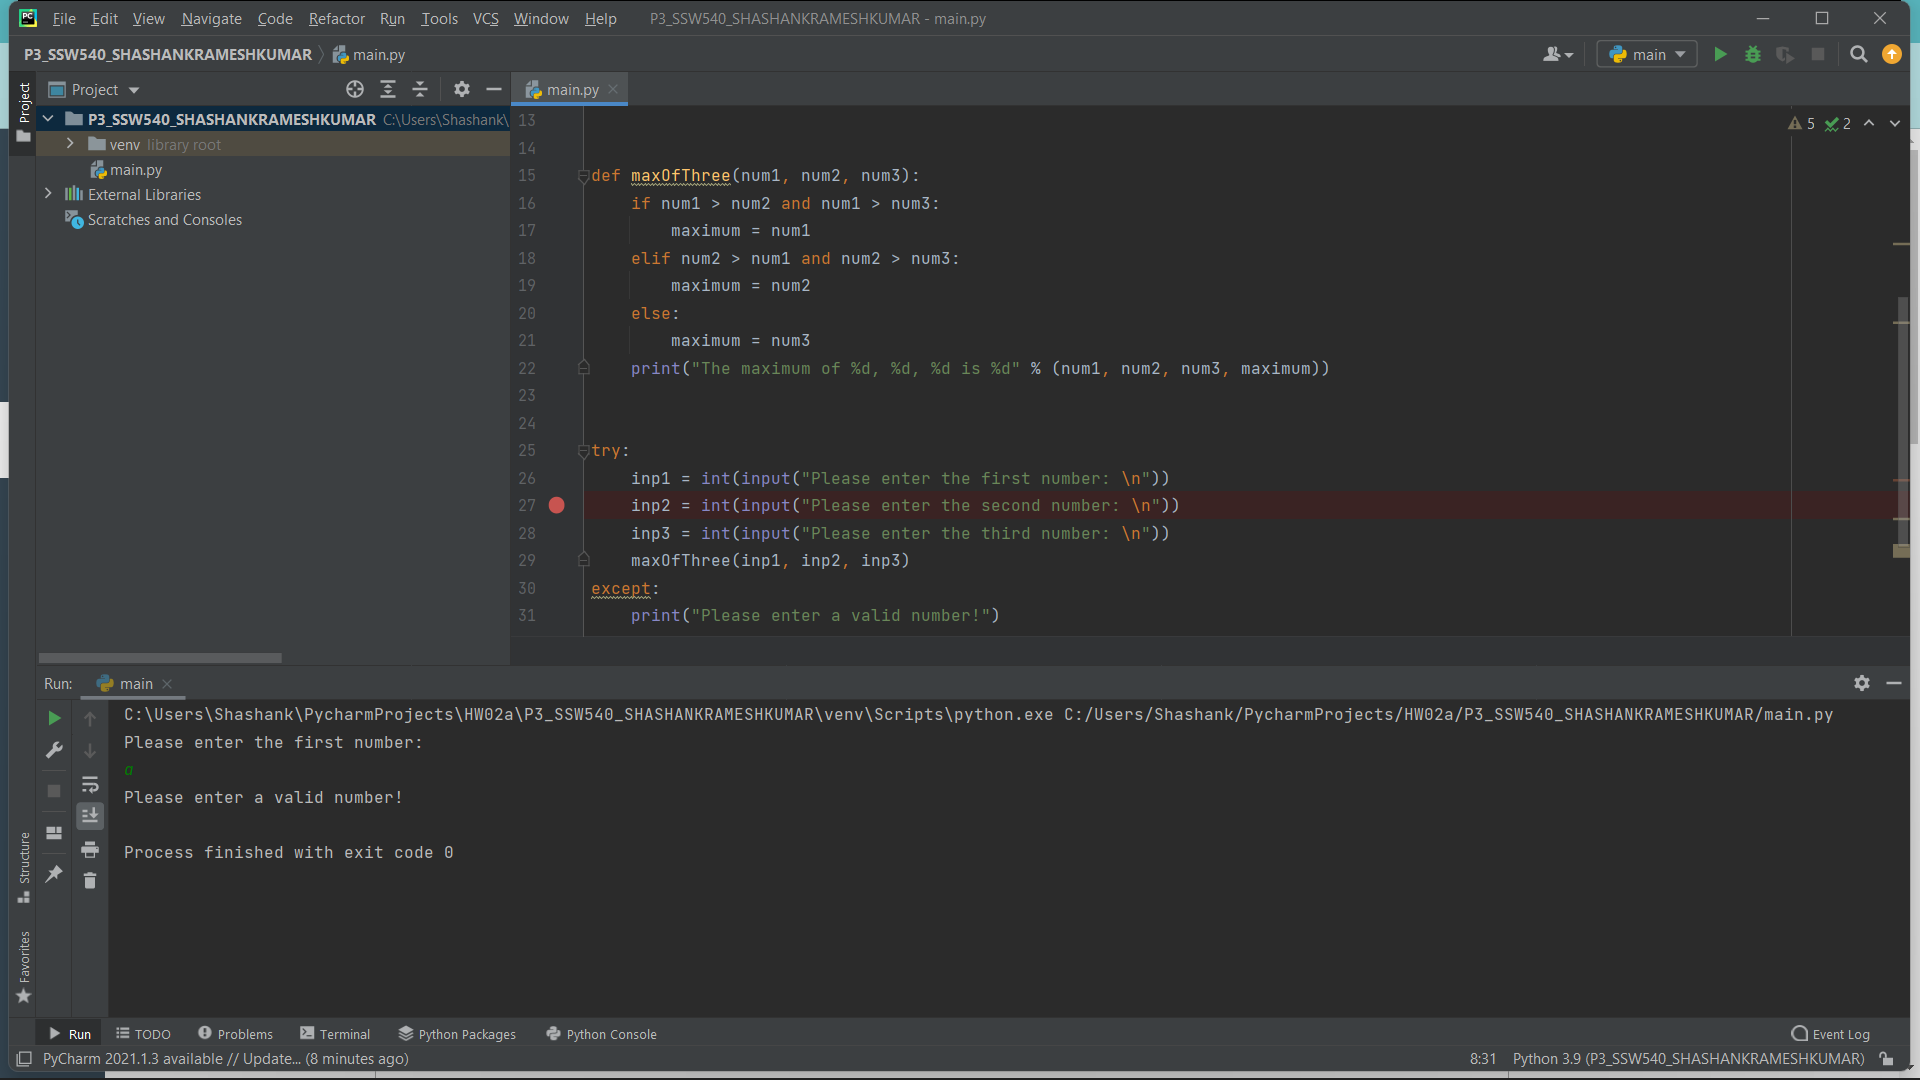 PC File Edit View Navigate Code Refactor Run Tools VCS Window Help P3_SSW540_SHASHANKRAMESHKUMAR - main.py
P3_SSW540_SHASHANKRAMESHKUMAR main.py main
Project
Project main.py
P3_SSW540_SHASHANKRAMESHKUMAR C:\Users\Shashank\
venv library root
main.py
External Libraries
Scratches and Consoles
5 2
13
14
15 def maxOfThree(num1, num2, num3):
16 if num1 > num2 and num1 > num3:
17 maximum = num1
18 elif num2 > num1 and num2 > num3:
19 maximum = num2
20 else:
21 maximum = num3
22 print("The maximum of %d, %d, %d is %d" % (num1, num2, num3, maximum))
23
24
25 try:
26 inp1 = int(input("Please enter the first number: \n"))
27 inp2 = int(input("Please enter the second number: \n"))
28 inp3 = int(input("Please enter the third number: \n"))
29 maxOfThree(inp1, inp2, inp3)
30 except:
31 print("Please enter a valid number!")
Run: main
C:\Users\Shashank\PycharmProjects\HW02a\P3_SSW540_SHASHANKRAMESHKUMAR\venv\Scripts\python.exe C:/Users/Shashank/PycharmProjects/HW02a/P3_SSW540_SHASHANKRAMESHKUMAR/main.py
Please enter the first number:
a
Please enter a valid number!
Process finished with exit code 0
Structure
Favorites
Run TODO Problems Terminal Python Packages Python Console Event Log
PyCharm 2021.1.3 available // Update... (8 minutes ago) 8:31 Python 3.9 (P3_SSW540_SHASHANKRAMESHKUMAR)